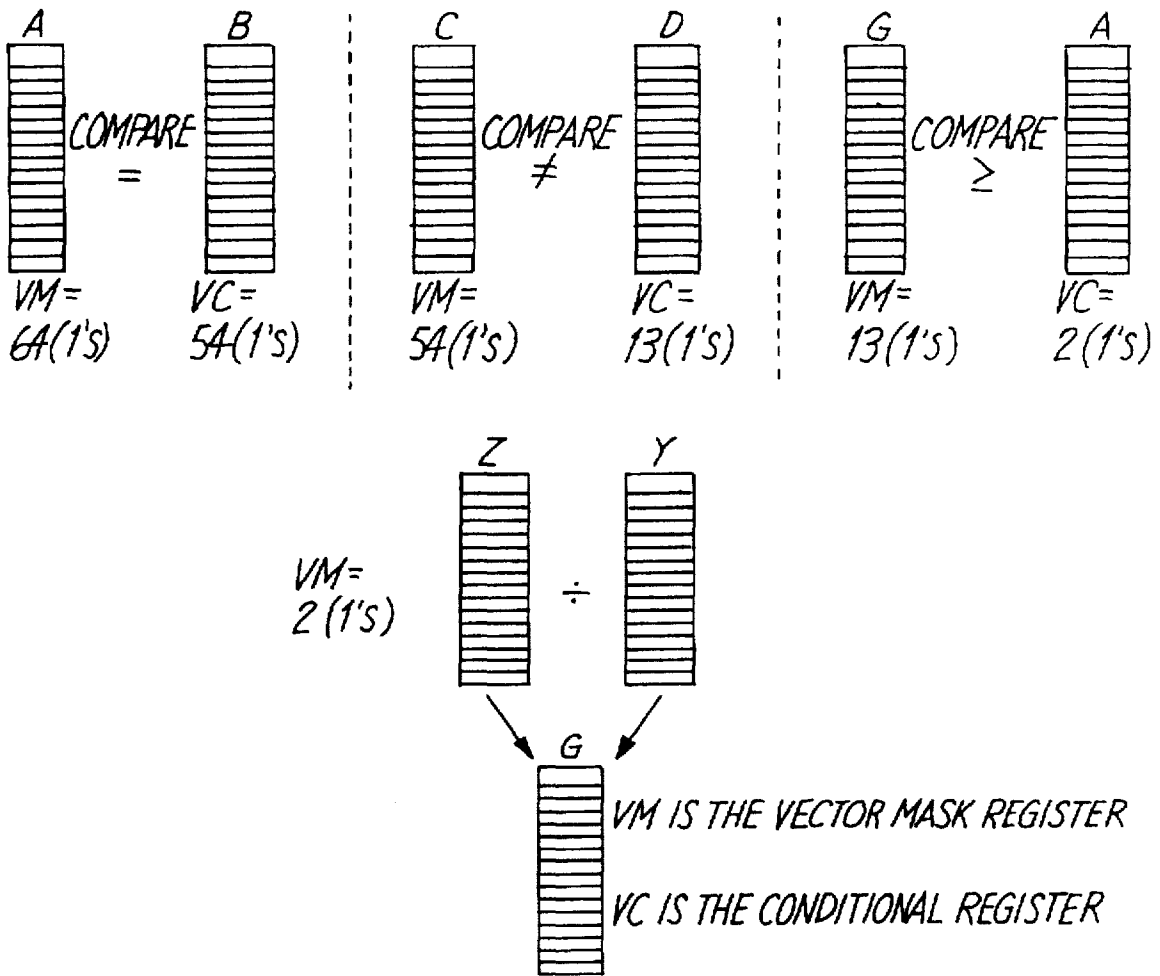 A B C D G A
COMPARE COMPARE COMPARE
= ≠ ≥
VM= VC= VM= VC= VM= VC=
64(1's) 54(1's) 54(1's) 13(1's) 13(1's) 2(1's)
Z Y
VM=
÷
2(1's)
G
VM IS THE VECTOR MASK REGISTER
VC IS THE CONDITIONAL REGISTER